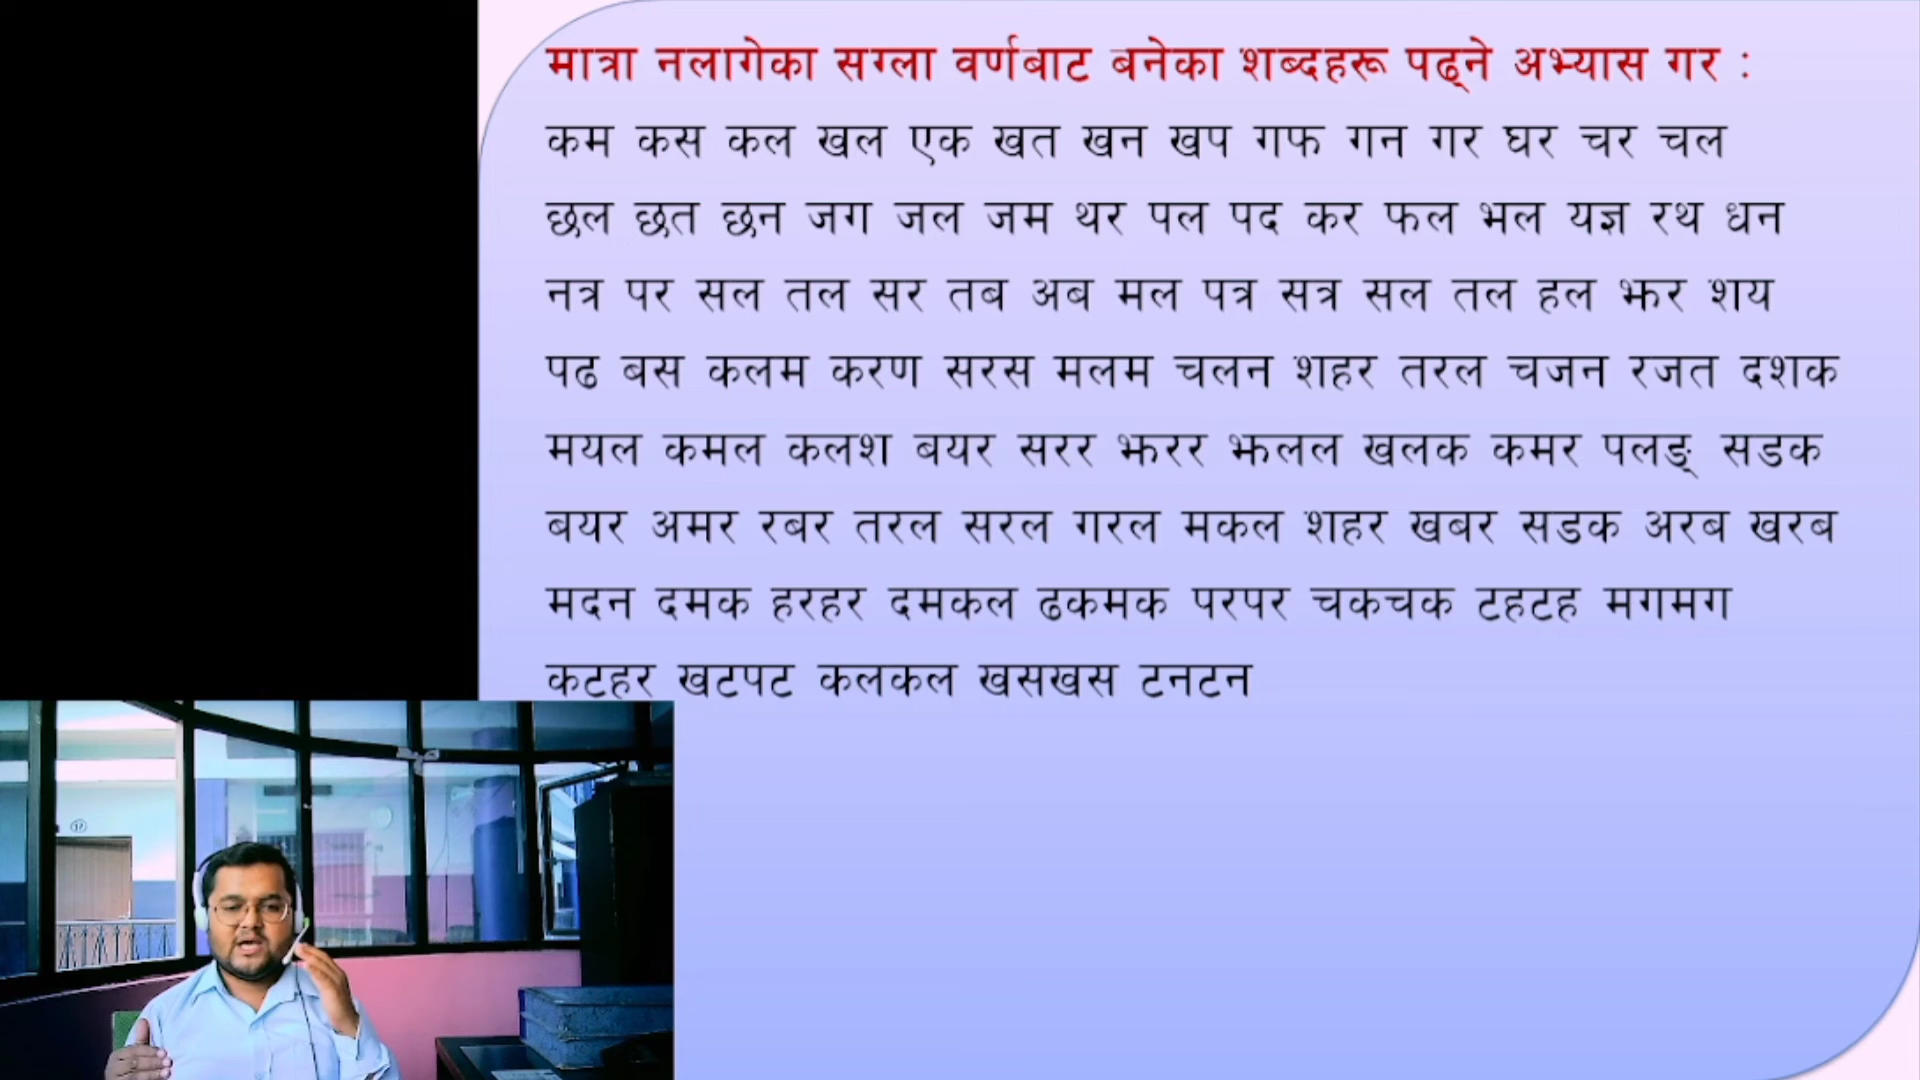 मात्रा नलागेका सग्ला वर्णबाट बनेका शब्दहरू पढ्ने अभ्यास गर :
कम कस कल खल एक खत खन खप गफ गन गर घर चर चल
छल छत छन जग जल जम थर पल पद कर फल भल यज्ञ रथ धन
नत्र पर सल तल सर तब अब मल पत्र सत्र सल तल हल झर शय
पढ बस कलम करण सरस मलम चलन शहर तरल चजन रजत दशक
मयल कमल कलश बयर सरर झरर झलल खलक कमर पलङ् सडक
बयर अमर रबर तरल सरल गरल मकल शहर खबर सडक अरब खरब
मदन दमक हरहर दमकल ढकमक परपर चकचक टहटह मगमग
कटहर खटपट कलकल खसखस टनटन
१७